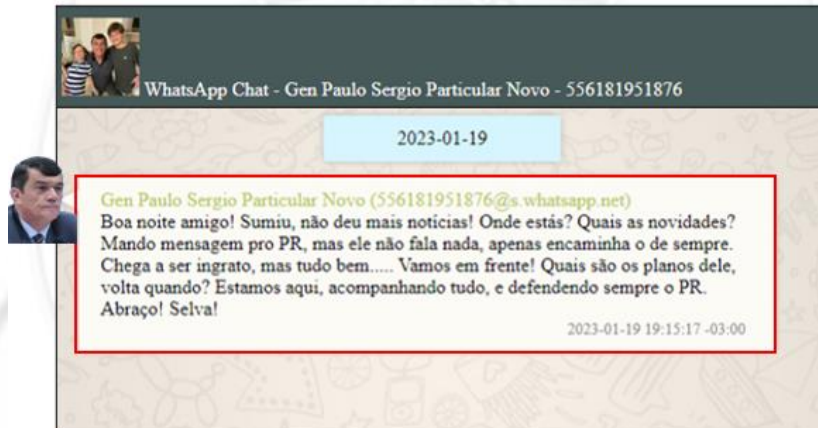 WhatsApp Chat - Gen Paulo Sergio Particular Novo - 556181951876
2023-01-19
Gen Paulo Sergio Particular Novo (556181951876@s.whatsapp.net)
Boa noite amigo! Sumiu, não deu mais notícias! Onde estás? Quais as novidades?
Mando mensagem pro PR, mas ele não fala nada, apenas encaminha o de sempre.
Chega a ser ingrato, mas tudo bem..... Vamos em frente! Quais são os planos dele,
volta quando? Estamos aqui, acompanhando tudo, e defendendo sempre o PR.
Abraço! Selva!
2023-01-19 19:15:17 -03:00